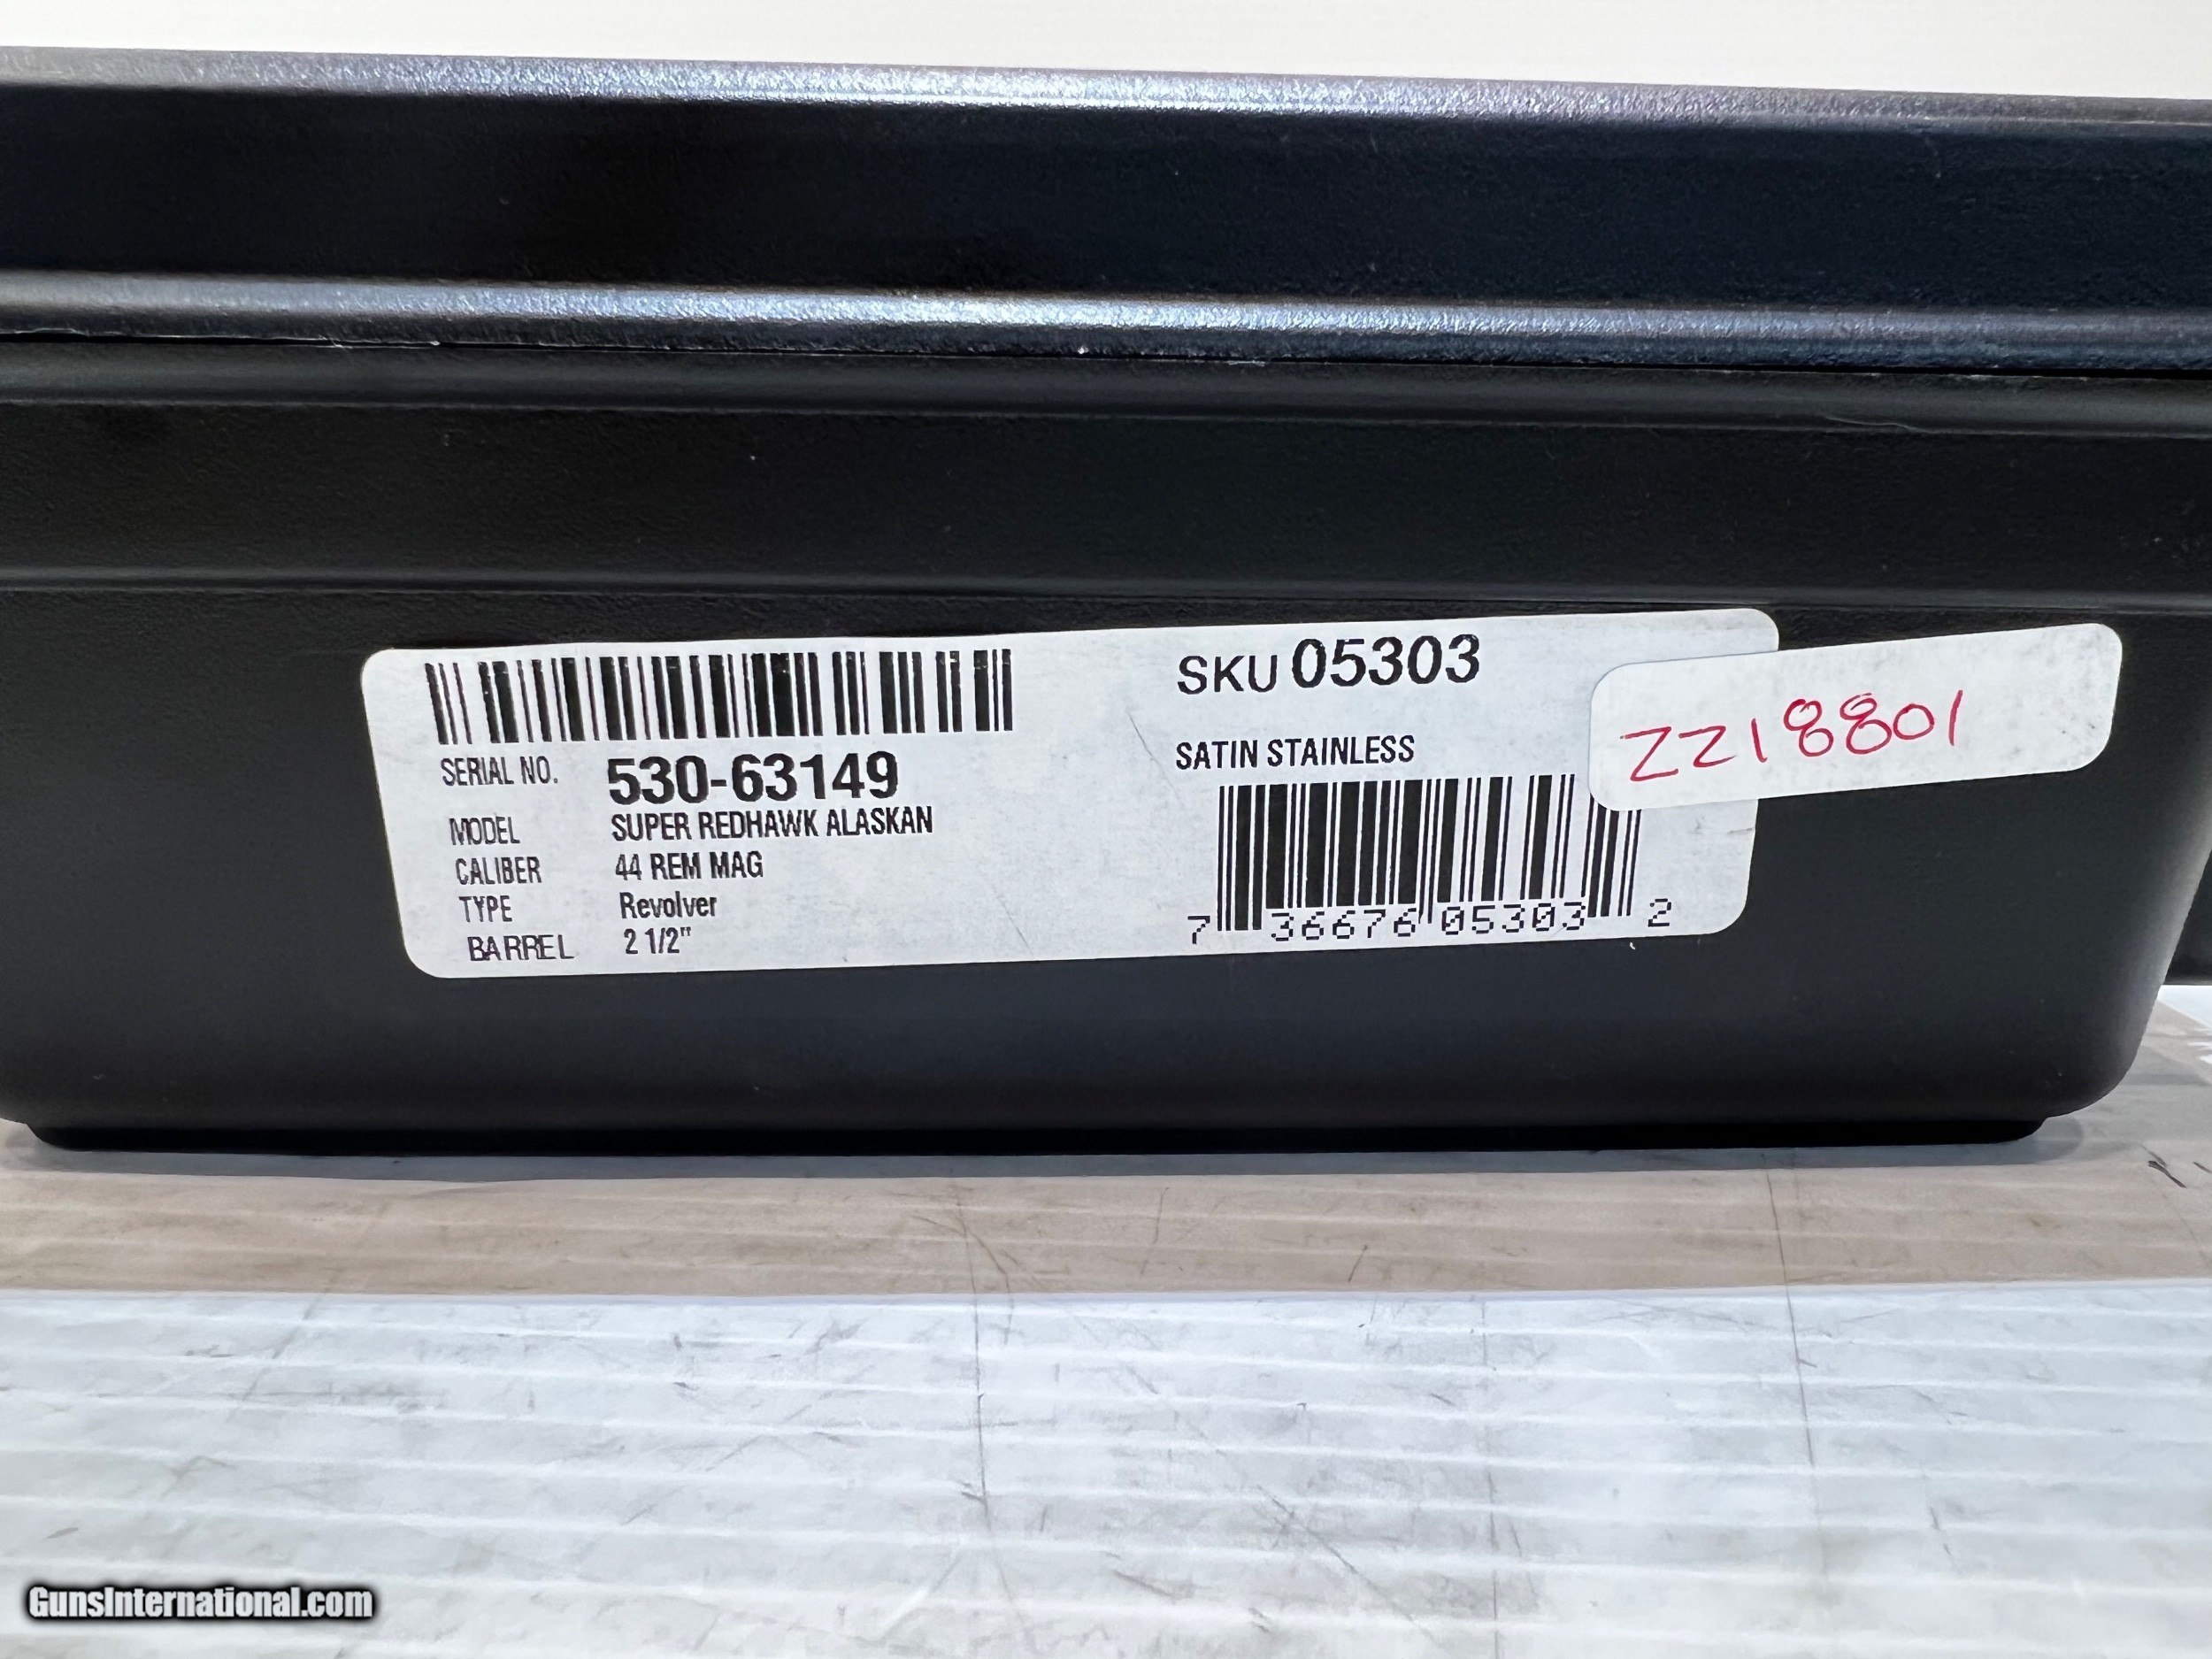 SERIAL NO. 530-63149
MODEL SUPER REDHAWK ALASKAN
CALIBER 44 REM MAG
TYPE Revolver
BARREL 2 1/2"
SKU 05303
SATIN STAINLESS
7 36676 05303 2
ZZ18801
GunsInternational.com